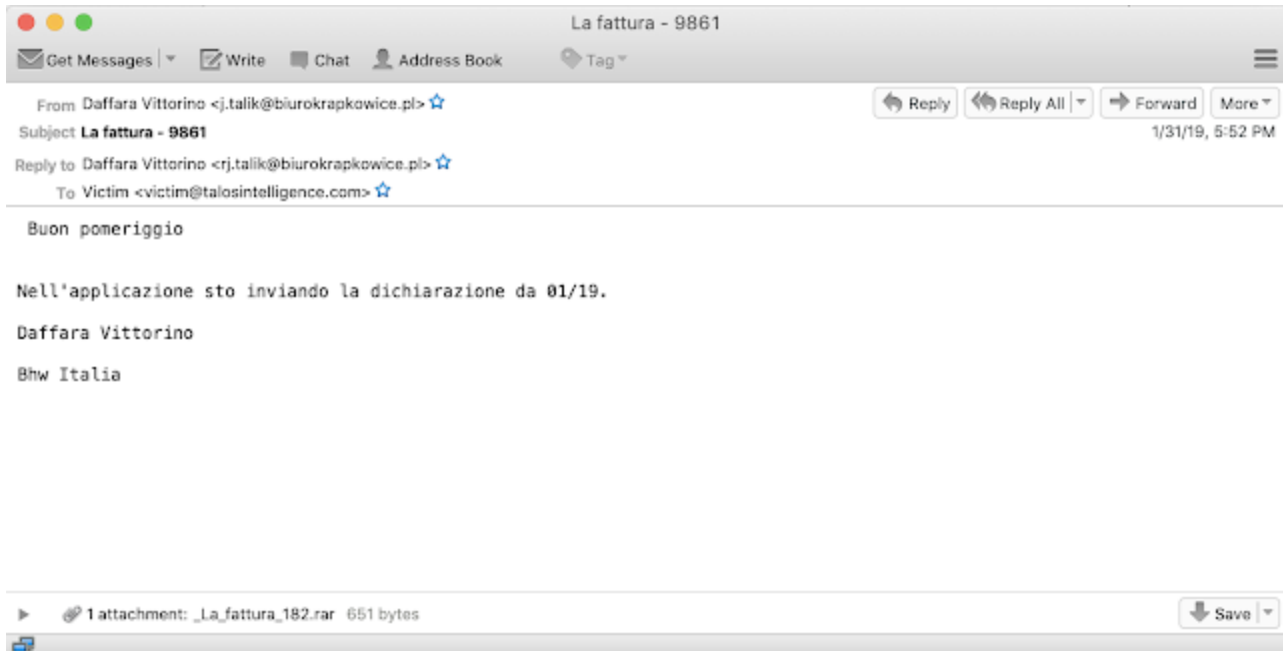 La fattura - 9861
Get Messages Write Chat Address Book Tag
From Daffara Vittorino <j.talik@biurokrapkowice.pl> Reply Reply All Forward More
Subject La fattura - 9861 1/31/19, 5:52 PM
Reply to Daffara Vittorino <rj.talik@biurokrapkowice.pl>
To Victim <victim@talosintelligence.com>
Buon pomeriggio
Nell'applicazione sto inviando la dichiarazione da 01/19.
Daffara Vittorino
Bhw Italia
1 attachment: _La_fattura_182.rar 651 bytes Save